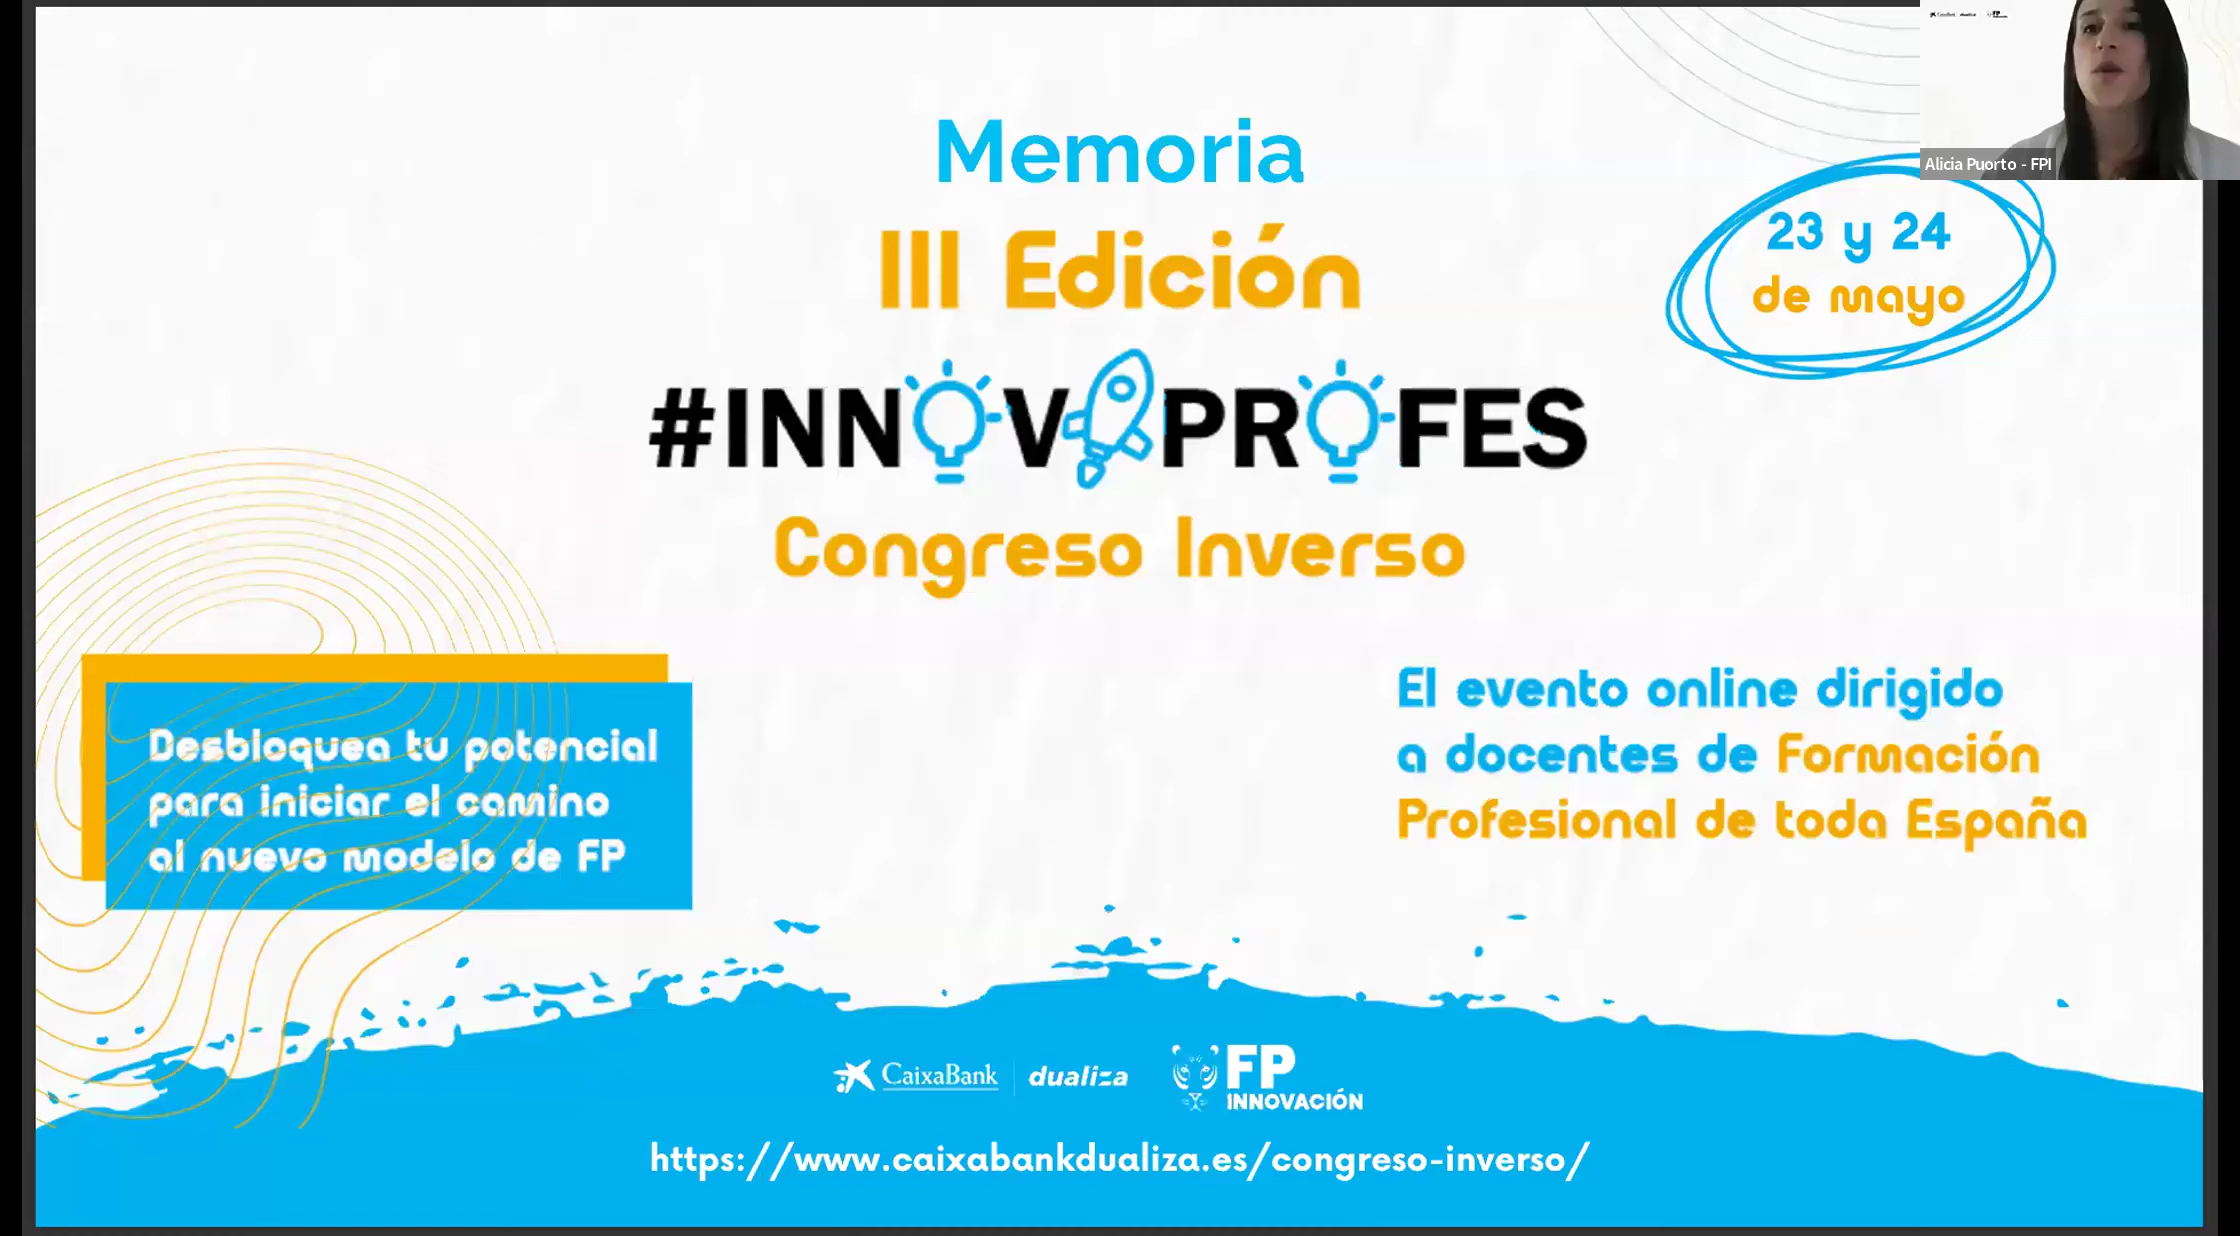 Memoria
III Edición
#INNOVAPROFES
Congreso Inverso
23 y 24
de mayo
Alicia Puorto - FPI
Desbloquea tu potencial
para iniciar el camino
al nuevo modelo de FP
El evento online dirigido
a docentes de Formación
Profesional de toda España
CaixaBank dualiza
FP
INNOVACIÓN
https://www.caixabankdualiza.es/congreso-inverso/